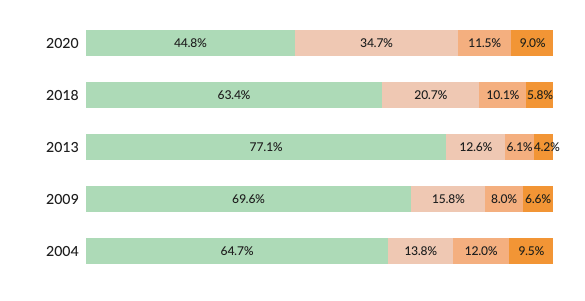 2020 44.8% 34.7% 11.5% 9.0%
2018 63.4% 20.7% 10.1% 5.8%
2013 77.1% 12.6% 6.1% 4.2%
2009 69.6% 15.8% 8.0% 6.6%
2004 64.7% 13.8% 12.0% 9.5%